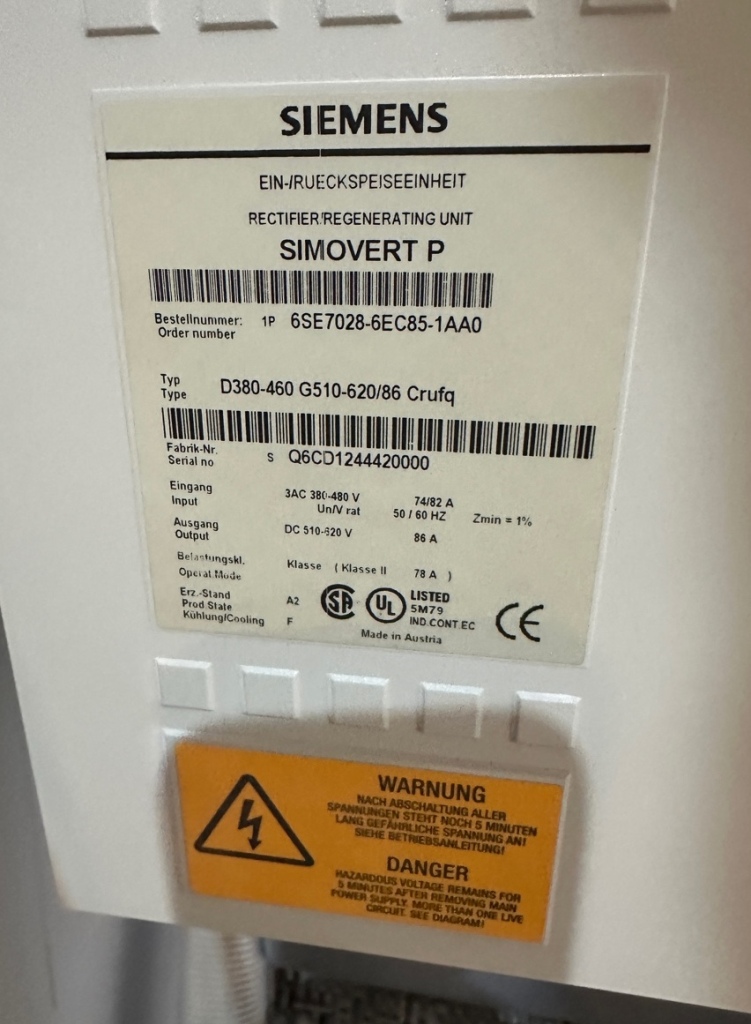 SIEMENS
EIN-/RUECKSPEISEEINHEIT
RECTIFIER/REGENERATING UNIT
SIMOVERT P
Bestellnummer: 1P 6SE7028-6EC85-1AA0
Order number
Typ D380-460 G510-620/86 Crufq
Type
Fabrik-Nr. S Q6CD1244420000
Serial no
Eingang 3AC 380-480 V 74/82 A
Input Un/V rat 50 / 60 HZ Zmin = 1%
Ausgang DC 510-620 V 86 A
Output
Belastungskl. Klasse ( Klasse II 78 A )
Operat.Mode
Erz.-Stand A2 SA UL LISTED CE
Prod.State 5M79
Kühlung/Cooling F IND.CONT.EC
Made in Austria
WARNUNG
NACH ABSCHALTUNG ALLER
SPANNUNGEN STEHT NOCH 5 MINUTEN
LANG GEFÄHRLICHE SPANNUNG AN!
SIEHE BETRIEBSANLEITUNG!
DANGER
HAZARDOUS VOLTAGE REMAINS FOR
5 MINUTES AFTER REMOVING MAIN
POWER SUPPLY. MORE THAN ONE LIVE
CIRCUIT. SEE DIAGRAM!